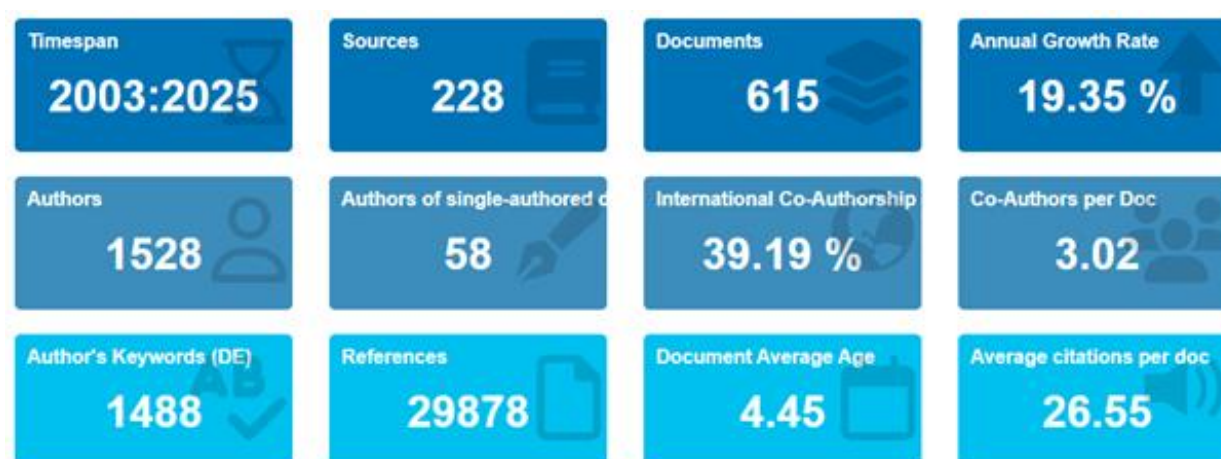 Timespan
2003:2025
Sources
228
Documents
615
Annual Growth Rate
19.35 %
Authors
1528
Authors of single-authored
58
International Co-Authorship
39.19 %
Co-Authors per Doc
3.02
Author's Keywords (DE)
1488
References
29878
Document Average Age
4.45
Average citations per doc
26.55